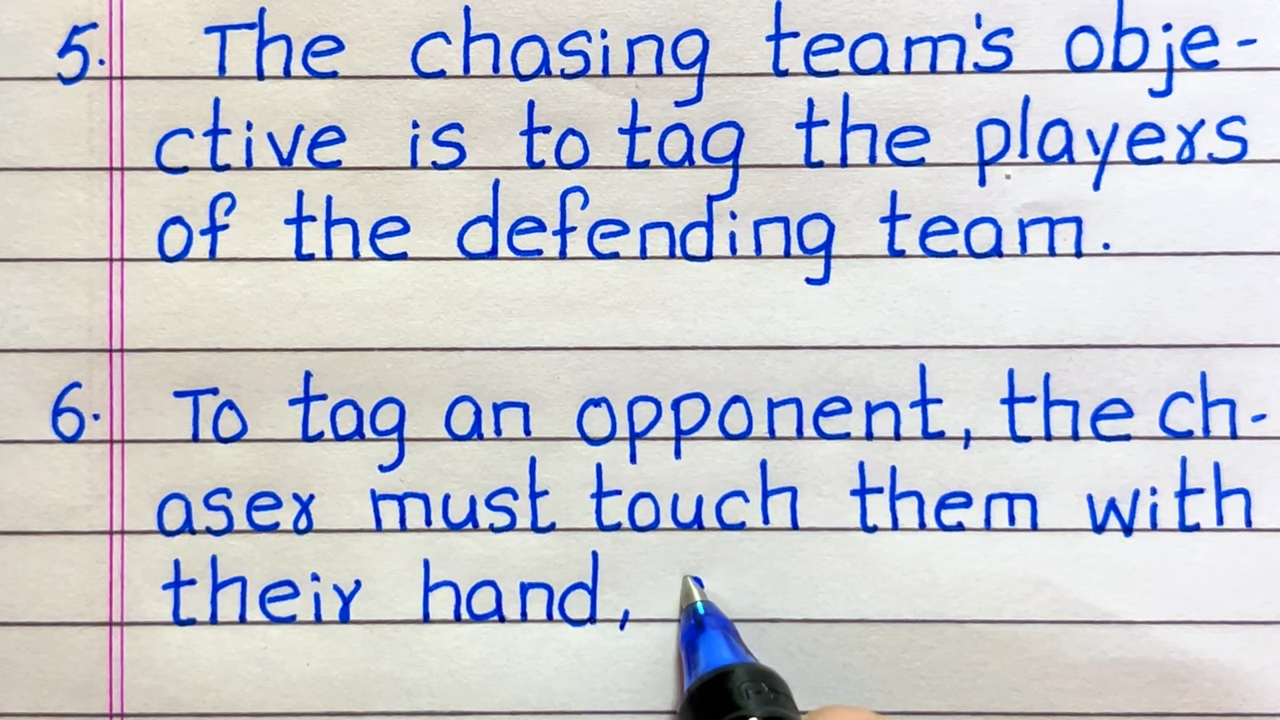 5. The chasing team's obje-
ctive is to tag the players
of the defending team.
6. To tag an opponent, the ch-
aser must touch them with
their hand,